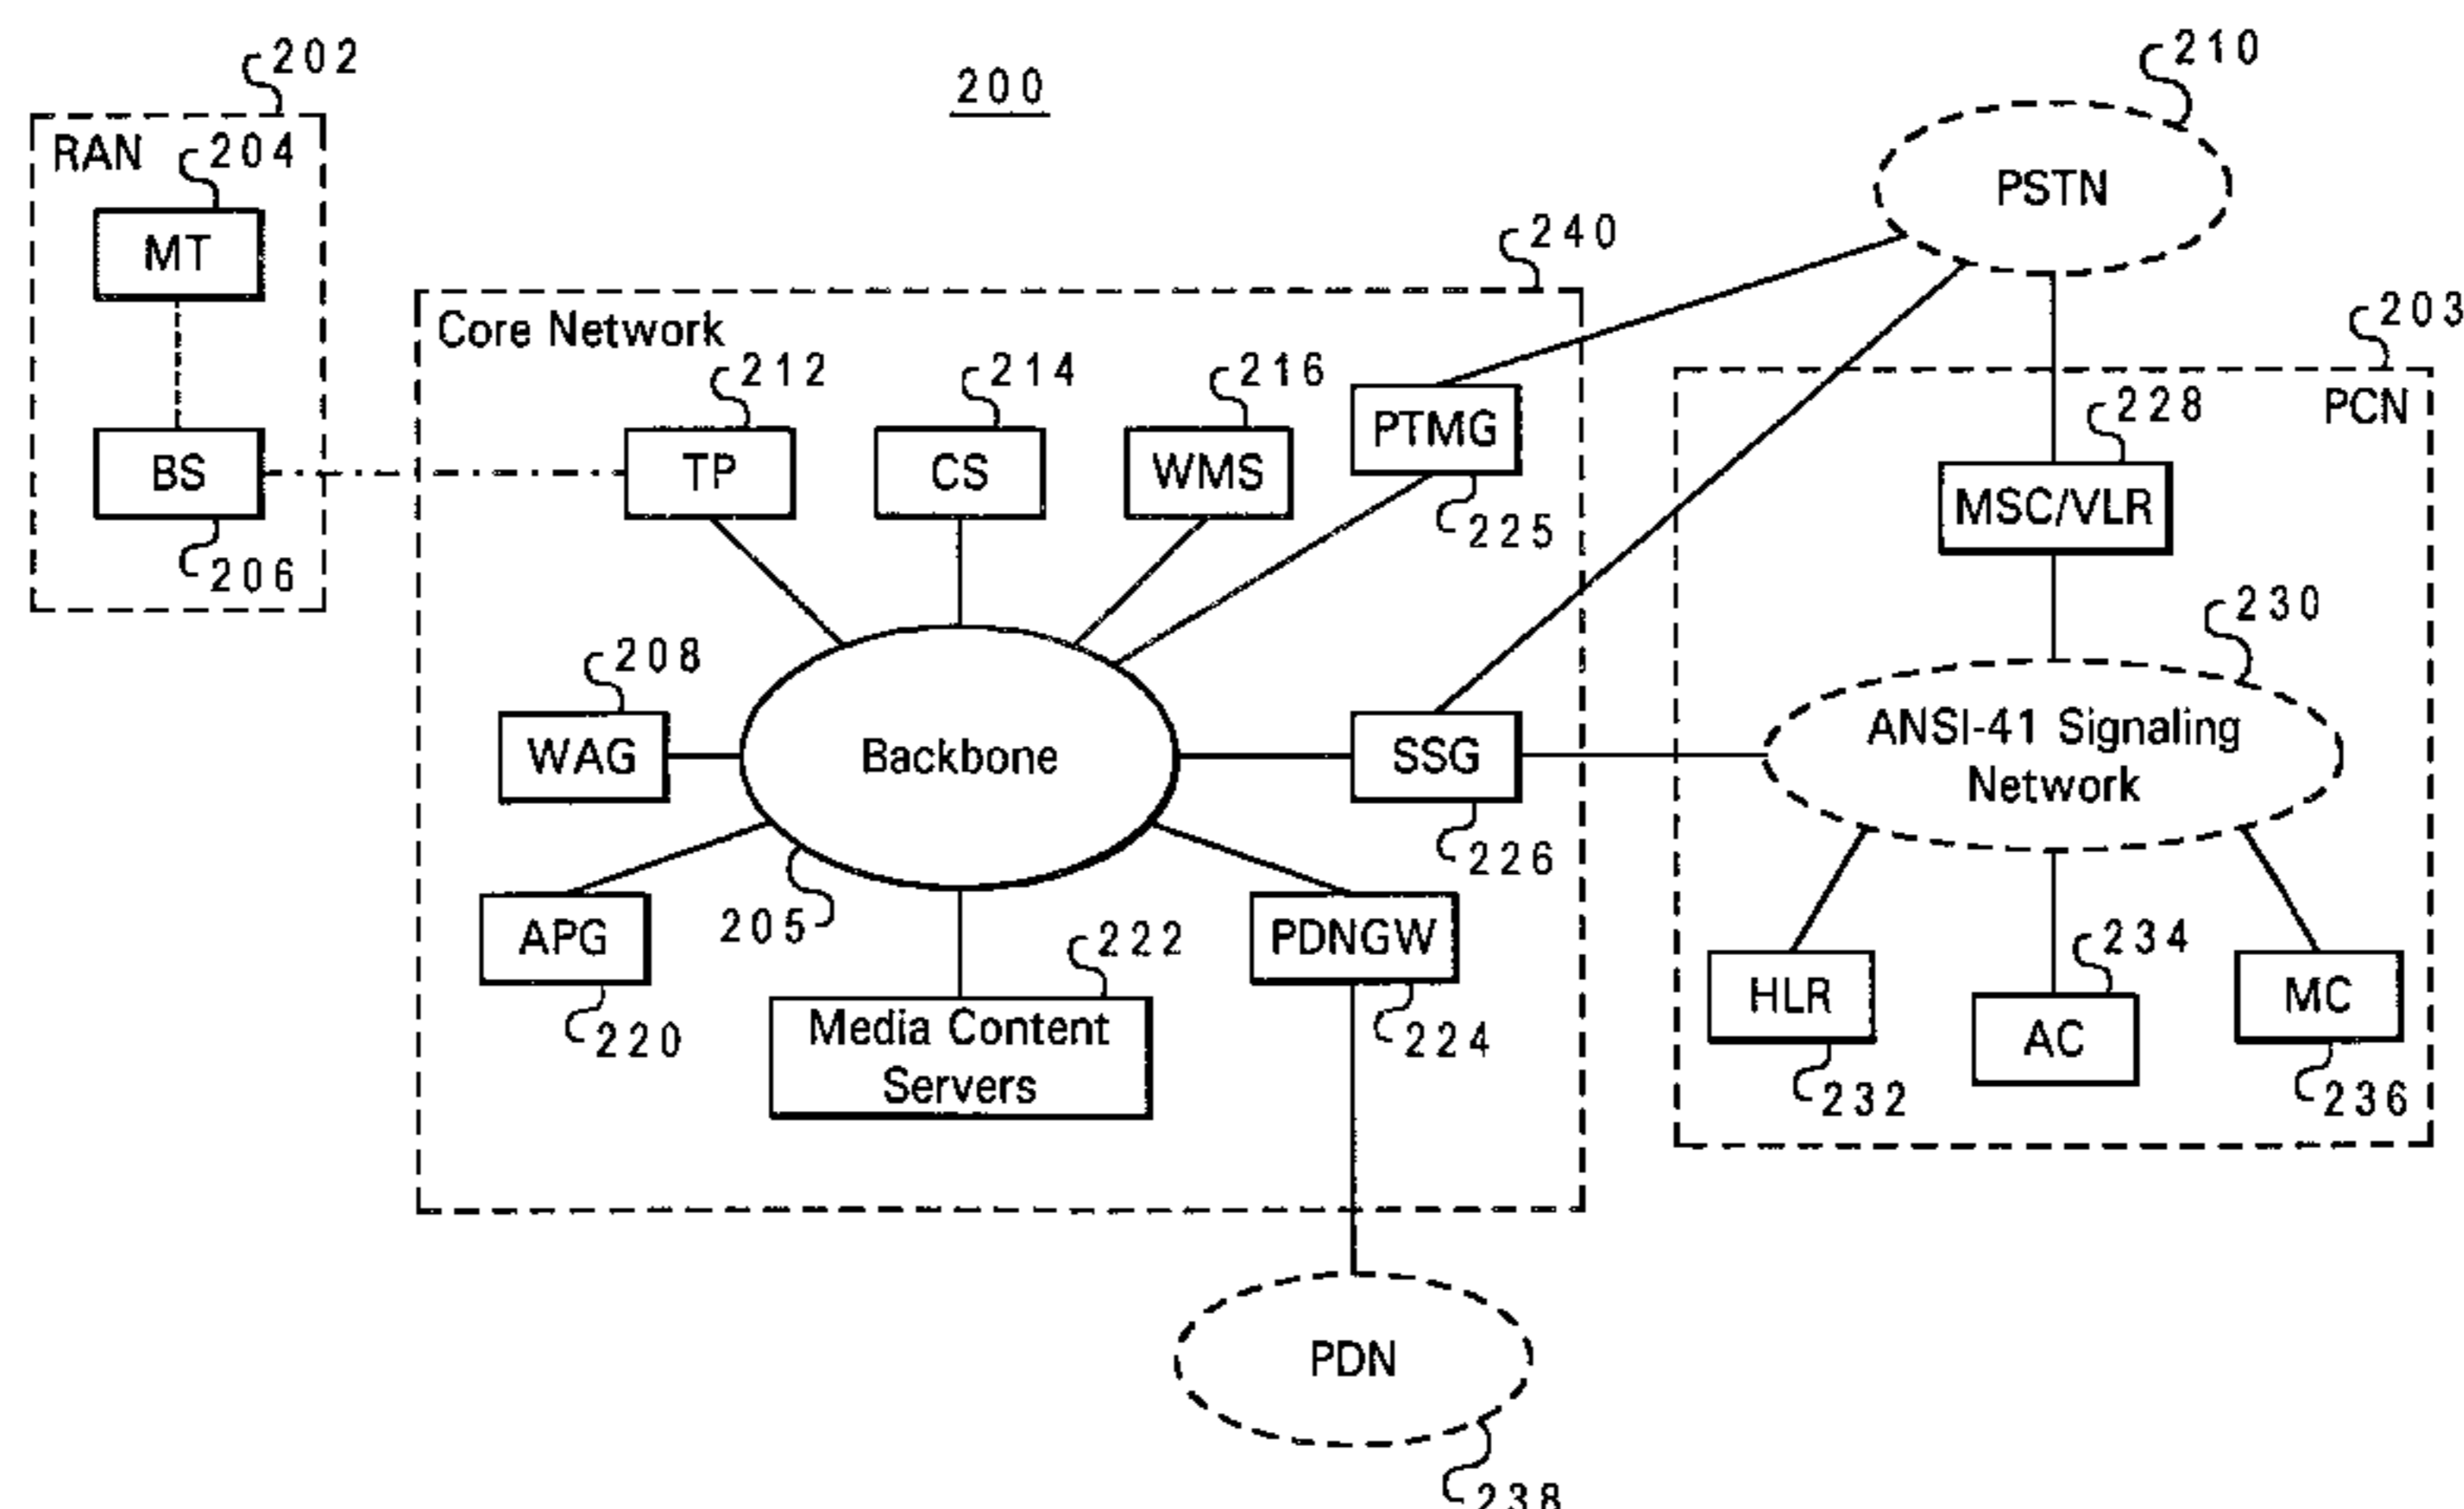 202
200
210
RAN
204
PSTN
MT
240
203
Core Network
212
214
216
PTMG
228
PCN
BS
TP
CS
WMS
225
MSC/VLR
206
230
208
WAG
Backbone
SSG
ANSI-41 Signaling
Network
226
205
APG
222
PDNGW
234
HLR
MC
220
Media Content
Servers
224
AC
232
236
PDN
238